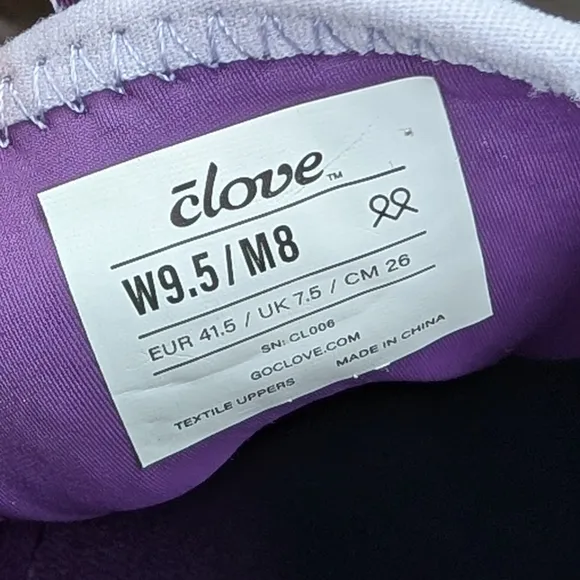 c̄love™
W9.5/M8
EUR 41.5 / UK 7.5 / CM 26
SN: CL006
GOCLOVE.COM
TEXTILE UPPERS MADE IN CHINA